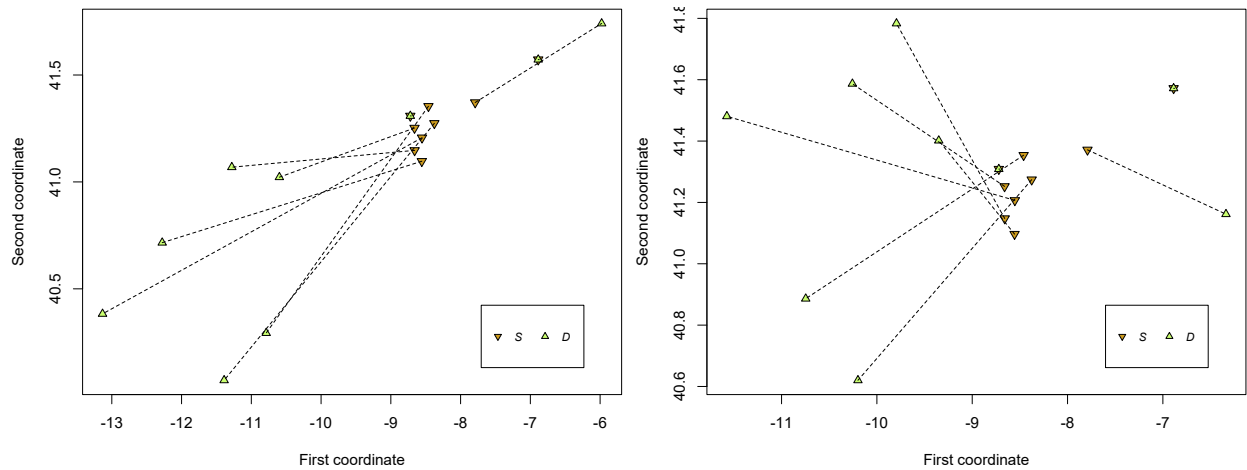 Second coordinate
41.5
41.0
40.5
S D
-13 -12 -11 -10 -9 -8 -7 -6
First coordinate
Second coordinate
41.8
41.6
41.4
41.2
41.0
40.8
40.6
S D
-11 -10 -9 -8 -7
First coordinate